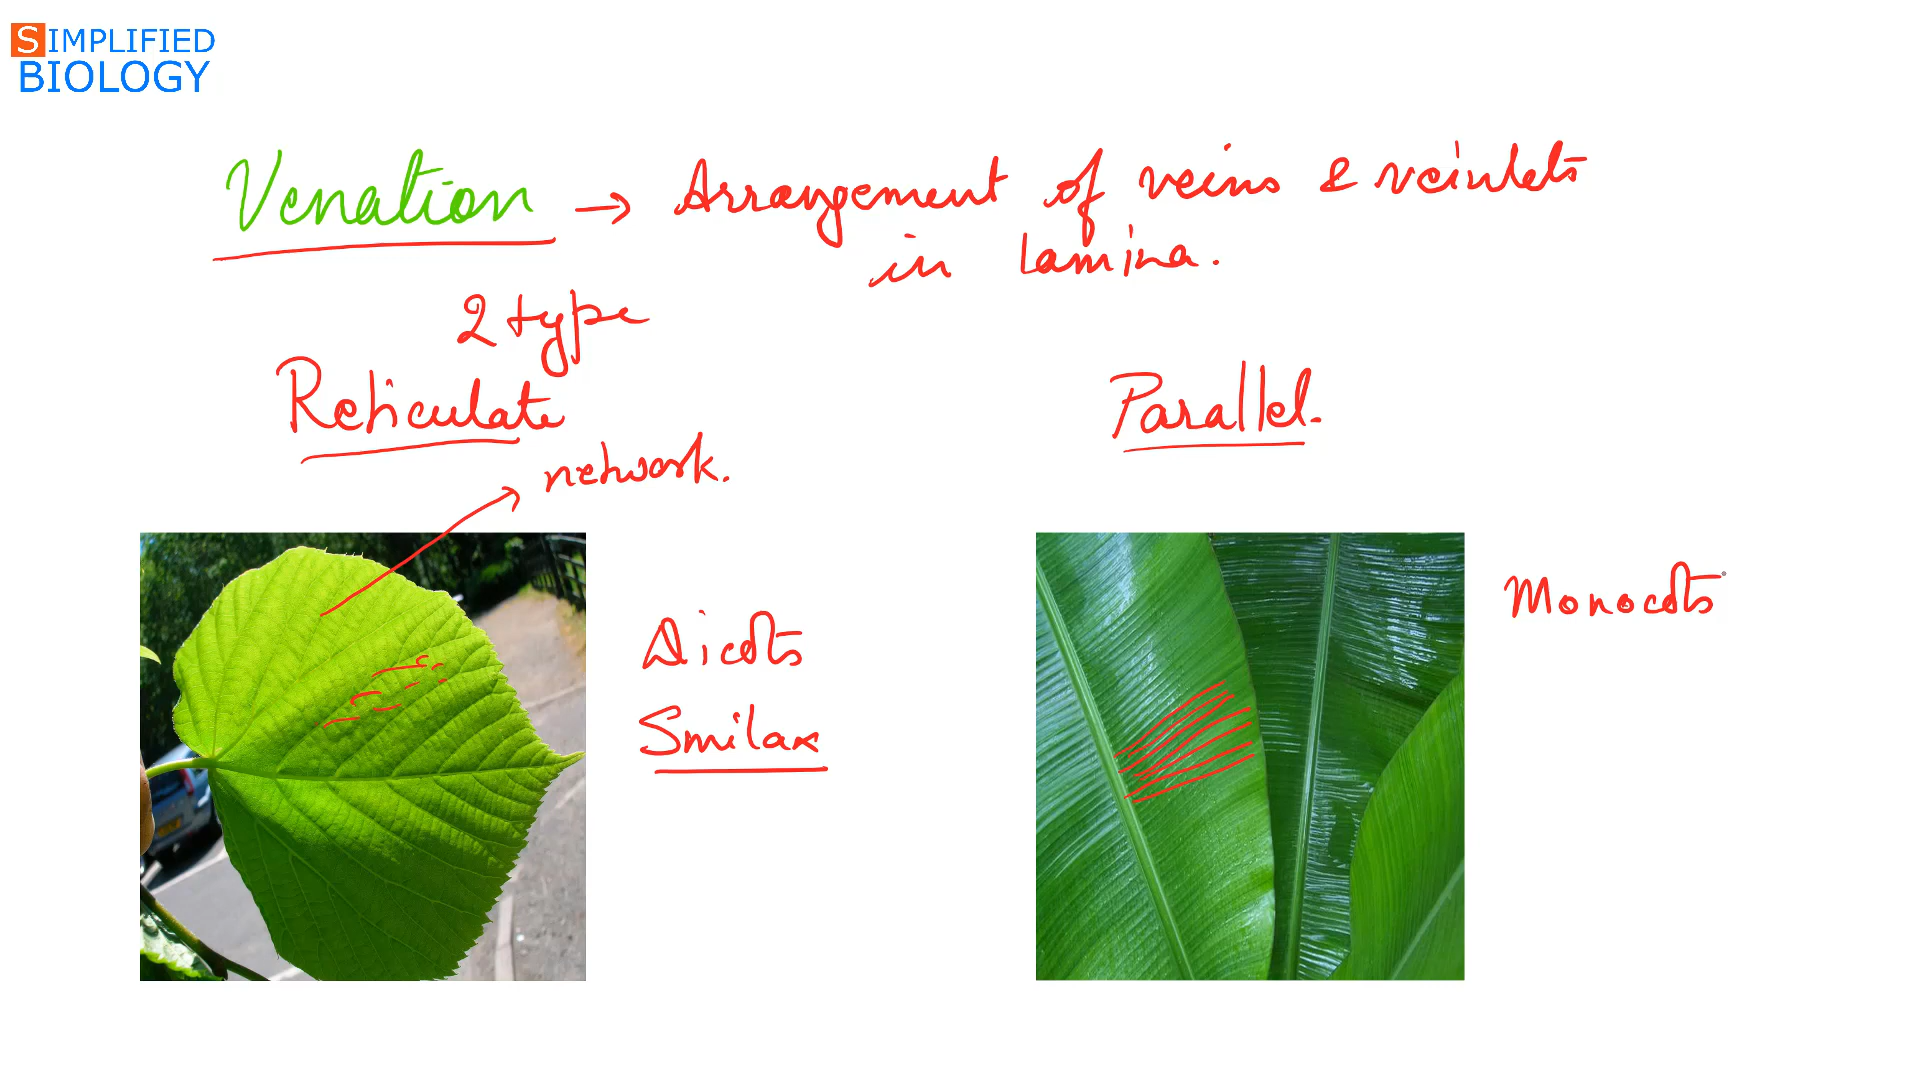 SIMPLIFIED
BIOLOGY
Venation → Arrangement of veins & veinlets
in lamina.
2 type
Reticulate
Parallel.
network.
Dicots
Smilax
Monocots